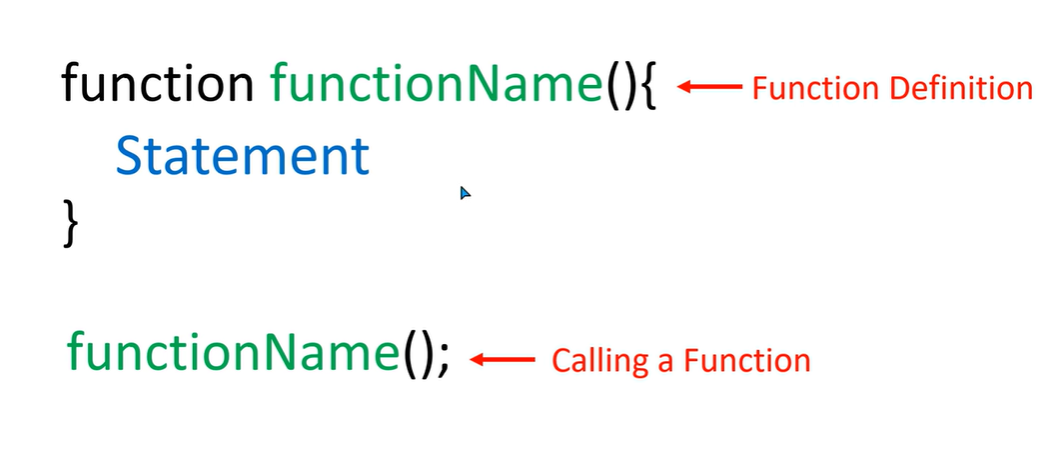 function functionName(){ Function Definition
Statement
}
functionName(); Calling a Function